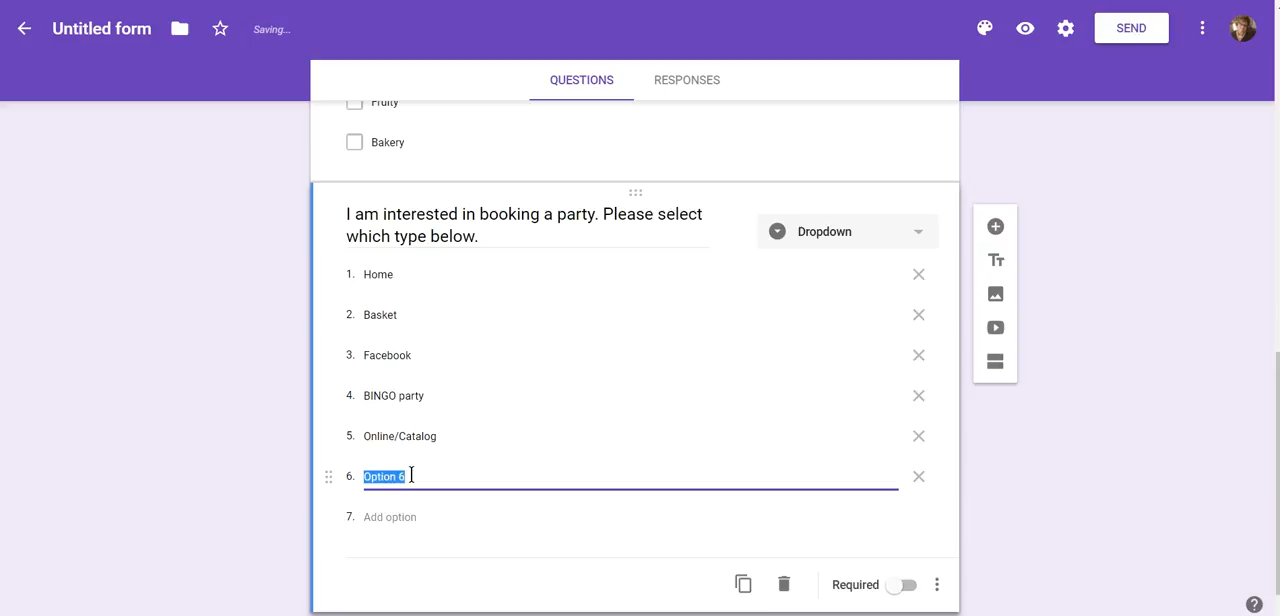 Untitled form
Saving...
SEND
QUESTIONS
RESPONSES
Fruity
Bakery
I am interested in booking a party. Please select
which type below.
Dropdown
1. Home
2. Basket
3. Facebook
4. BINGO party
5. Online/Catalog
6. Option 6
7. Add option
Required